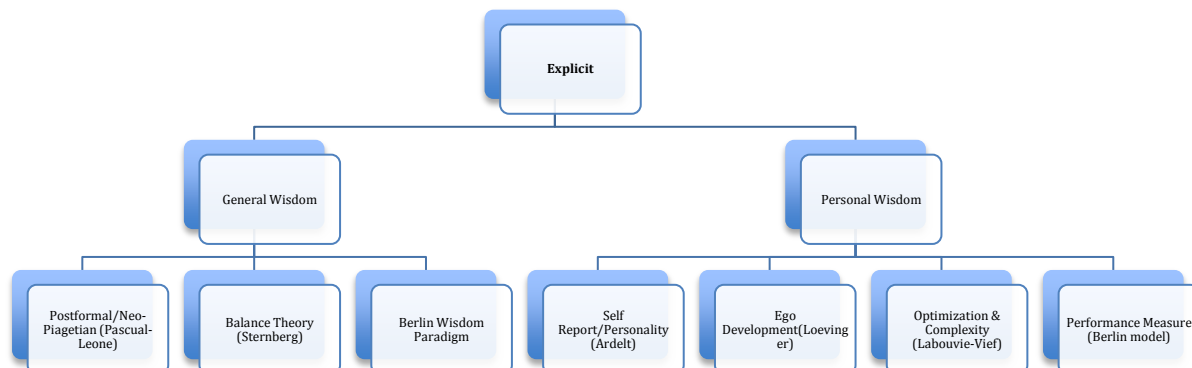 Explicit
General Wisdom
Personal Wisdom
Postformal/Neo-
Piagetian (Pascual-
Leone)
Balance Theory
(Sternberg)
Berlin Wisdom
Paradigm
Self
Report/Personality
(Ardelt)
Ego
Development(Loeving
er)
Optimization &
Complexity
(Labouvie-Vief)
Performance Measure
(Berlin model)